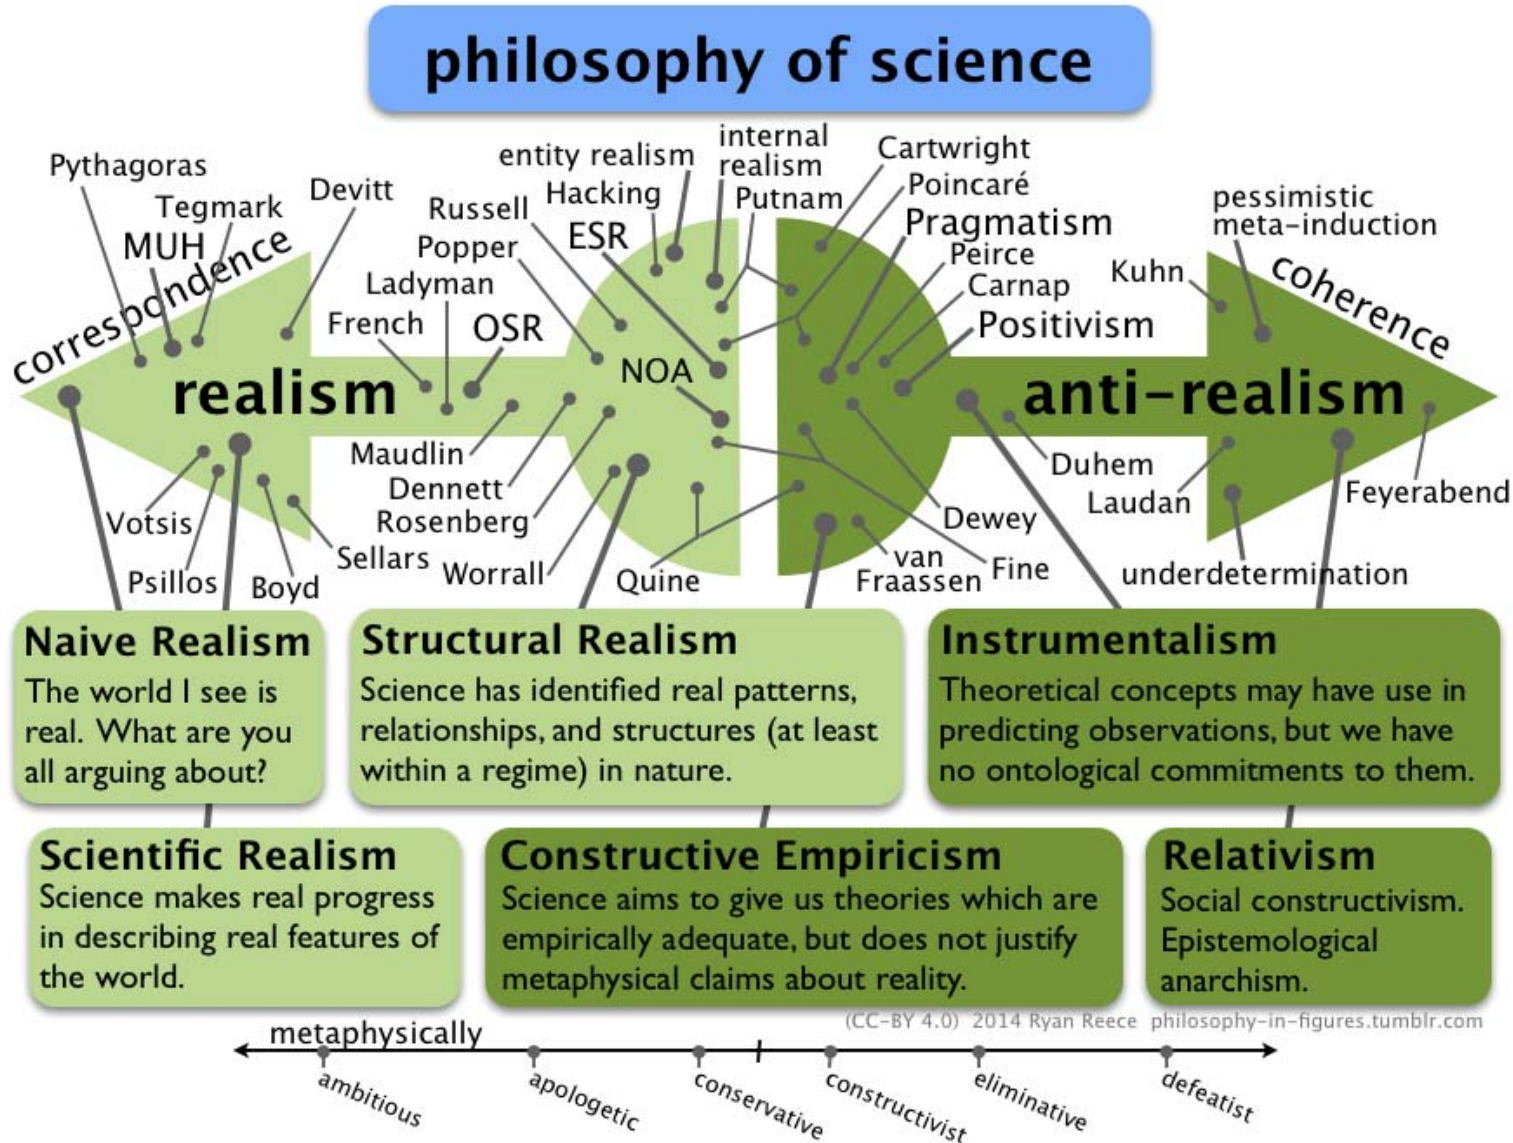 philosophy of science
Pythagoras
Tegmark
MUH
Devitt
correspondence
Russell
Popper
Ladyman
French
OSR
entity realism
Hacking
ESR
internal
realism
Putnam
Cartwright
Poincaré
Pragmatism
Peirce
Carnap
Positivism
Kuhn
pessimistic
meta-induction
coherence
realism
NOA
anti-realism
Votsis
Psillos
Boyd
Sellars
Maudlin
Dennett
Rosenberg
Worrall
Quine
van
Fraassen
Fine
Dewey
Duhem
Laudan
underdetermination
Feyerabend
Naive Realism
The world I see is
real. What are you
all arguing about?
Structural Realism
Science has identified real patterns,
relationships, and structures (at least
within a regime) in nature.
Instrumentalism
Theoretical concepts may have use in
predicting observations, but we have
no ontological commitments to them.
Scientific Realism
Science makes real progress
in describing real features of
the world.
Constructive Empiricism
Science aims to give us theories which are
empirically adequate, but does not justify
metaphysical claims about reality.
Relativism
Social constructivism.
Epistemological
anarchism.
(CC-BY 4.0) 2014 Ryan Reece philosophy-in-figures.tumblr.com
metaphysically
ambitious
apologetic
conservative
constructivist
eliminative
defeatist